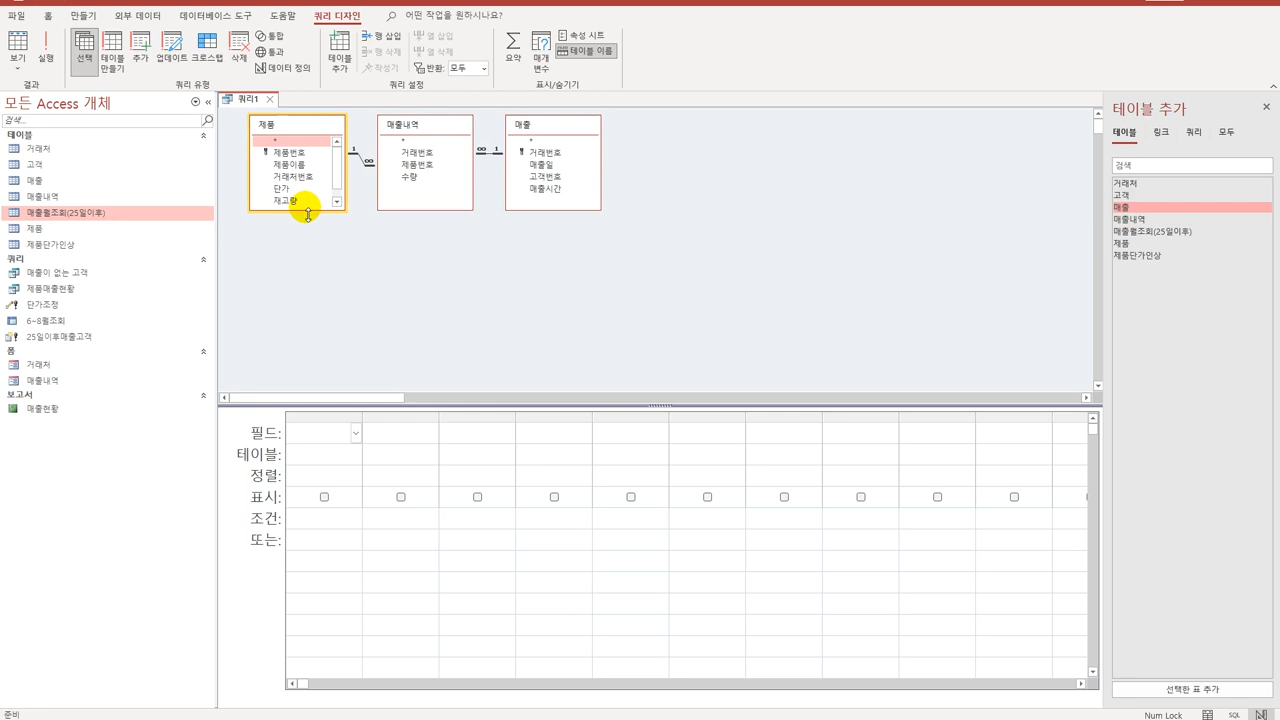 파일 홈 만들기 외부 데이터 데이터베이스 도구 도움말 쿼리 디자인 어떤 작업을 원하시나요?
보기 실행 선택 테이블 만들기 추가 업데이트 크로스탭 삭제 통합 통과 데이터 정의 테이블 추가 행 삽입 행 삭제 작성기 열 삽입 열 삭제 반환: 모두 요약 매개 변수 속성 시트 테이블 이름
결과 쿼리 유형 쿼리 설정 표시/숨기기
모든 Access 개체
검색...
테이블
거래처
고객
매출
매출내역
매출월조회(25일이후)
제품
제품단가인상
쿼리
매출이 없는 고객
제품매출현황
단가조정
6~8월조회
25일이후매출고객
폼
거래처
매출내역
보고서
매출현황
쿼리1
제품
*
제품번호
제품이름
거래처번호
단가
재고량
1
∞
매출내역
*
거래번호
제품번호
수량
∞
1
매출
*
거래번호
매출일
고객번호
매출시간
필드:
테이블:
정렬:
표시:
조건:
또는:
테이블 추가
테이블 링크 쿼리 모두
검색
거래처
고객
매출
매출내역
매출월조회(25일이후)
제품
제품단가인상
선택한 표 추가
준비 Num Lock SQL